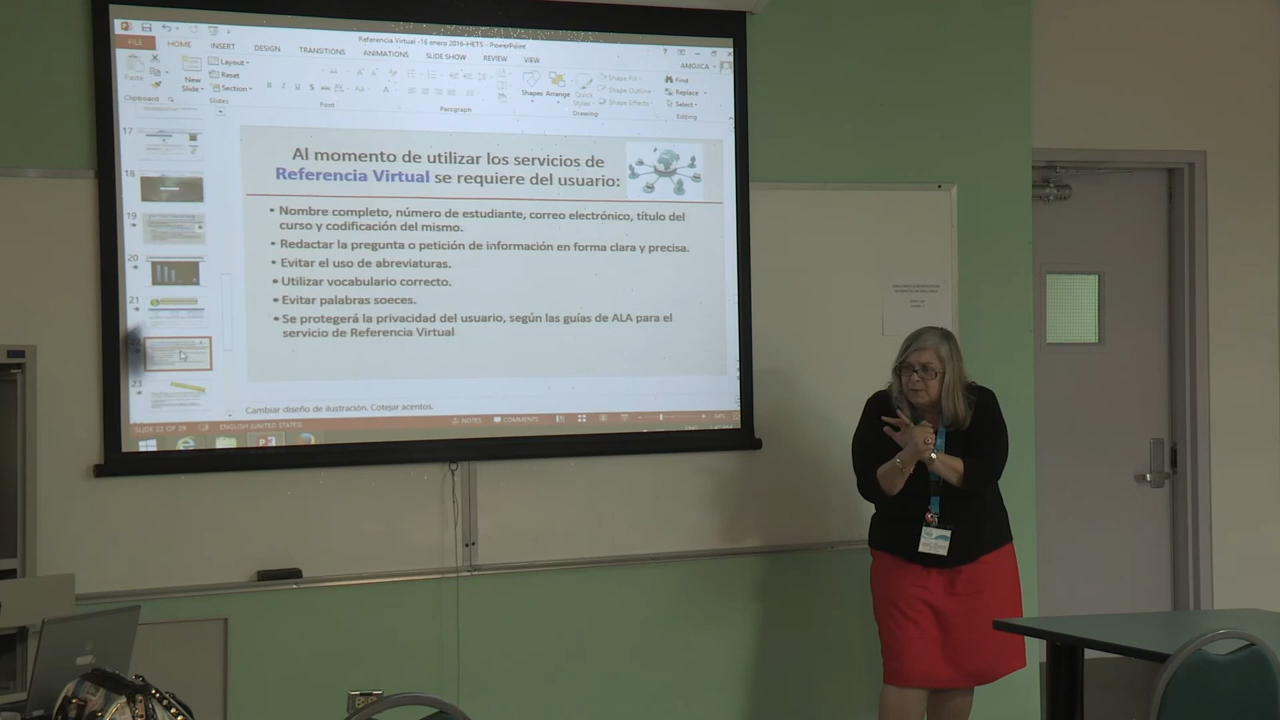 Referencia Virtual -16 enero 2016-HETS - PowerPoint
FILE HOME INSERT DESIGN TRANSITIONS ANIMATIONS SLIDE SHOW REVIEW VIEW
AMOJICA
Paste
New
Slide
Layout
Reset
Section
Shapes Arrange Quick
Styles
Shape Fill
Shape Outline
Shape Effects
Find
Replace
Select
Clipboard Slides Font Paragraph Drawing Editing
17
18
19
20
21
23
Al momento de utilizar los servicios de
Referencia Virtual se requiere del usuario:
• Nombre completo, número de estudiante, correo electrónico, título del
curso y codificación del mismo.
• Redactar la pregunta o petición de información en forma clara y precisa.
• Evitar el uso de abreviaturas.
• Utilizar vocabulario correcto.
• Evitar palabras soeces.
• Se protegerá la privacidad del usuario, según las guías de ALA para el
servicio de Referencia Virtual
Cambiar diseño de ilustración. Cotejar acentos.
SLIDE 22 OF 29 ENGLISH (UNITED STATES) NOTES COMMENTS